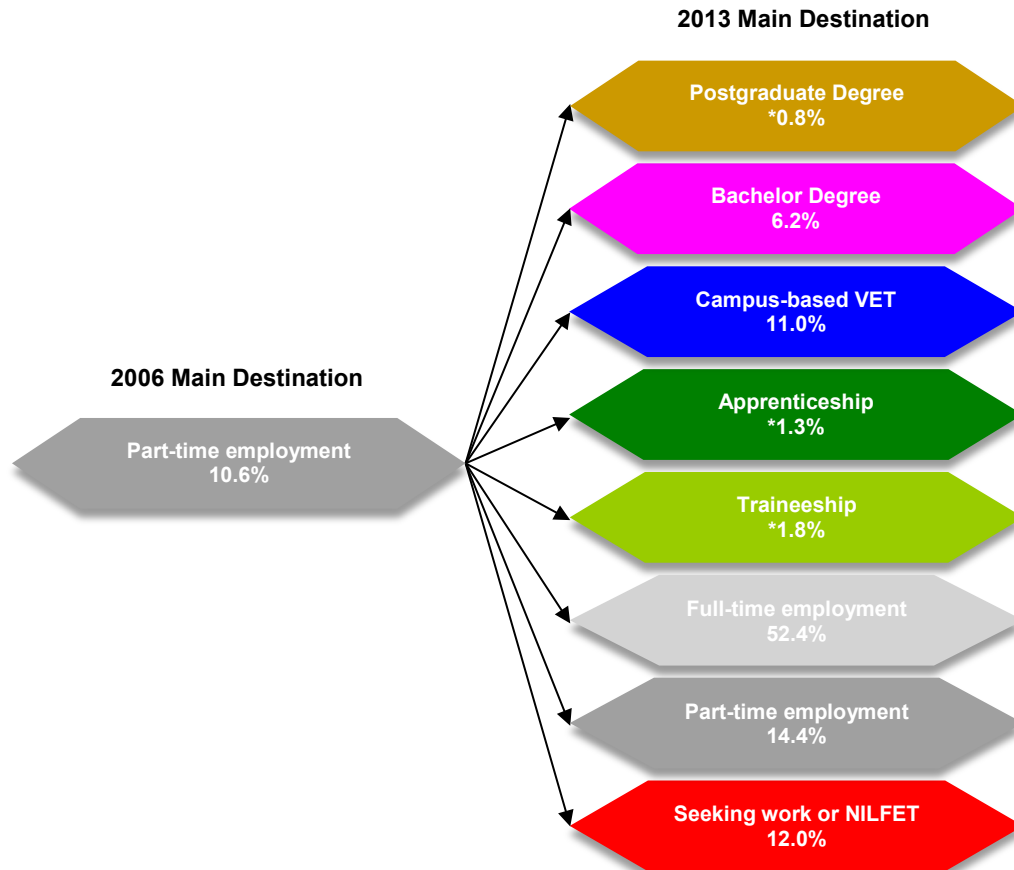 2013 Main Destination
Postgraduate Degree
*0.8%
Bachelor Degree
6.2%
Campus-based VET
11.0%
2006 Main Destination
Part-time employment
10.6%
Apprenticeship
*1.3%
Traineeship
*1.8%
Full-time employment
52.4%
Part-time employment
14.4%
Seeking work or NILFET
12.0%